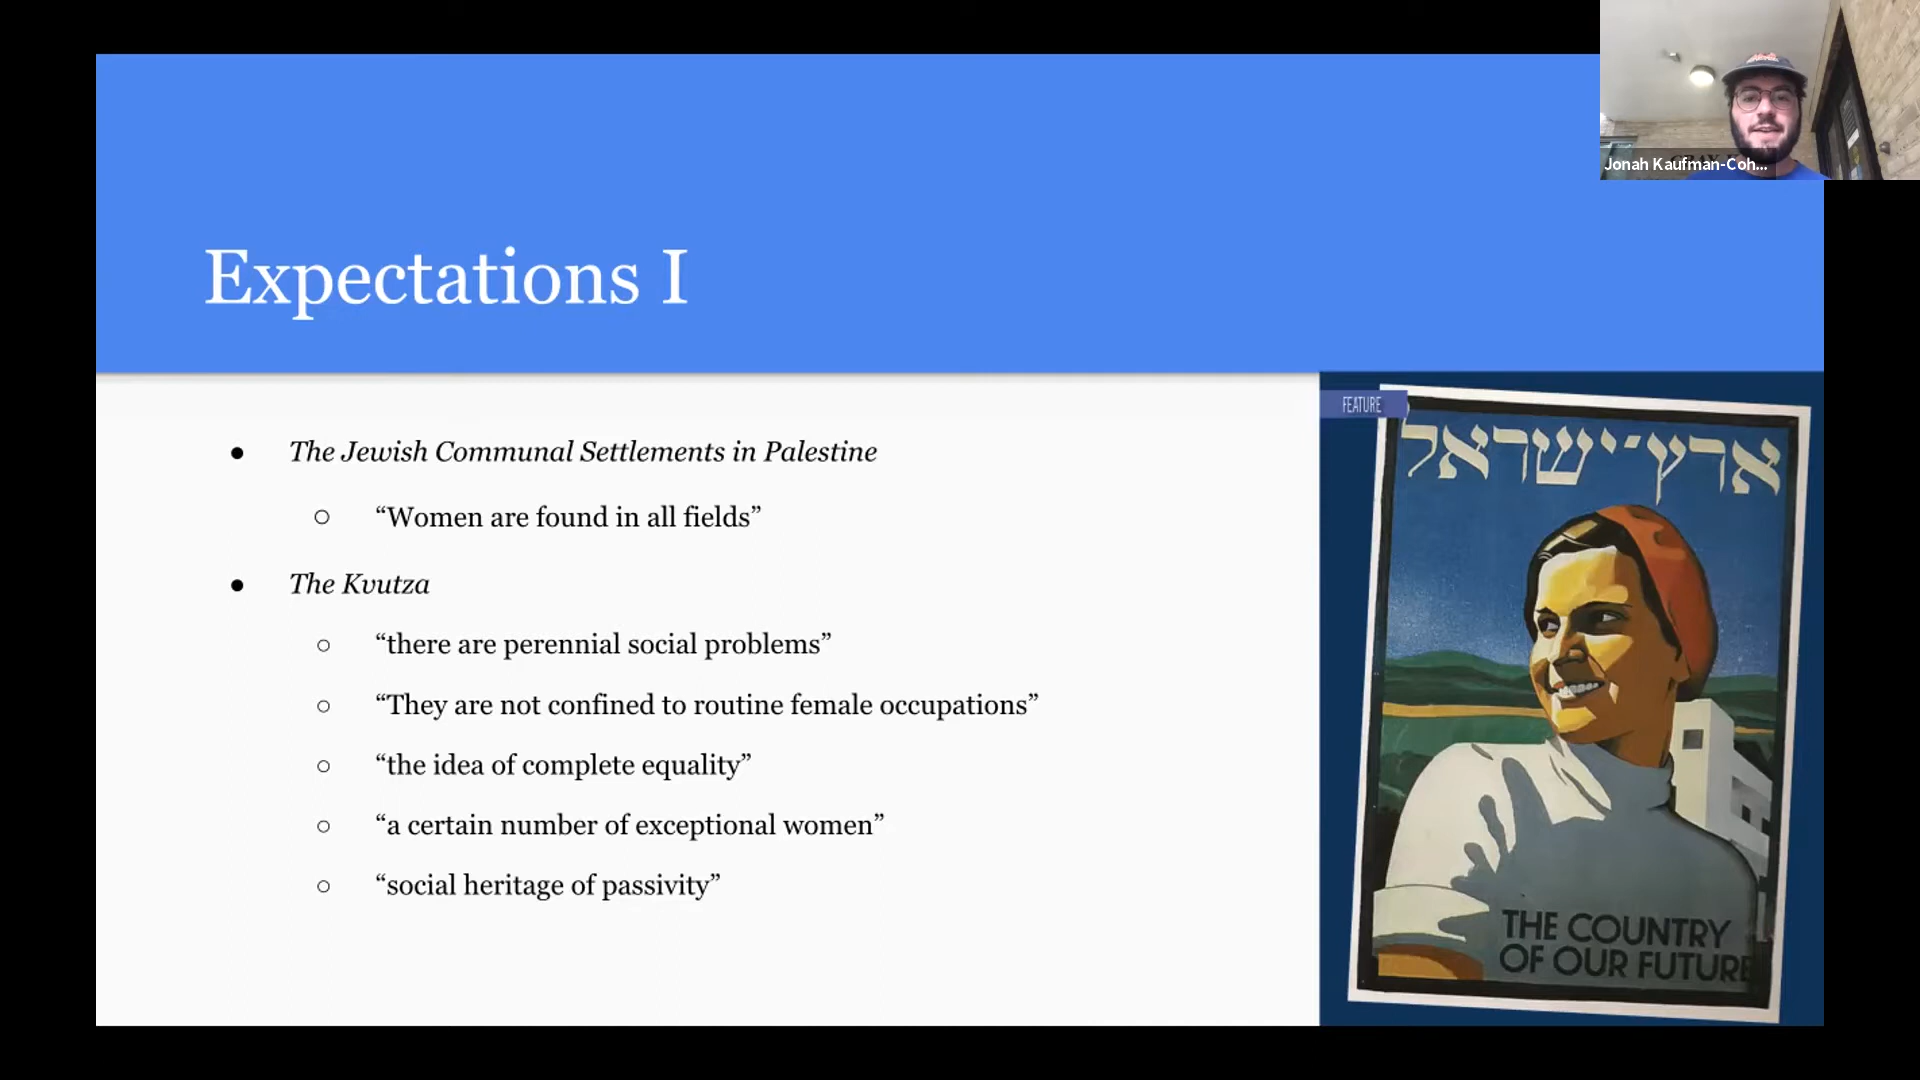 Jonah Kaufman-Coh...
Expectations I
● The Jewish Communal Settlements in Palestine
○ “Women are found in all fields”
● The Kvutza
○ “there are perennial social problems”
○ “They are not confined to routine female occupations”
○ “the idea of complete equality”
○ “a certain number of exceptional women”
○ “social heritage of passivity”
FEATURE
ארץ־ישראל
THE COUNTRY
OF OUR FUTURE